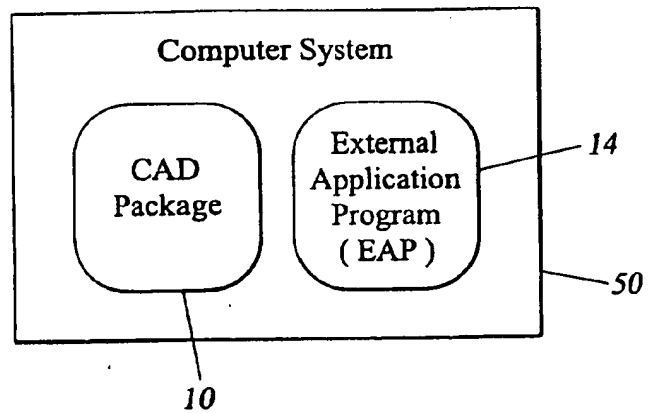 Computer System
CAD
Package
External
Application
Program
( EAP )
14
50
10